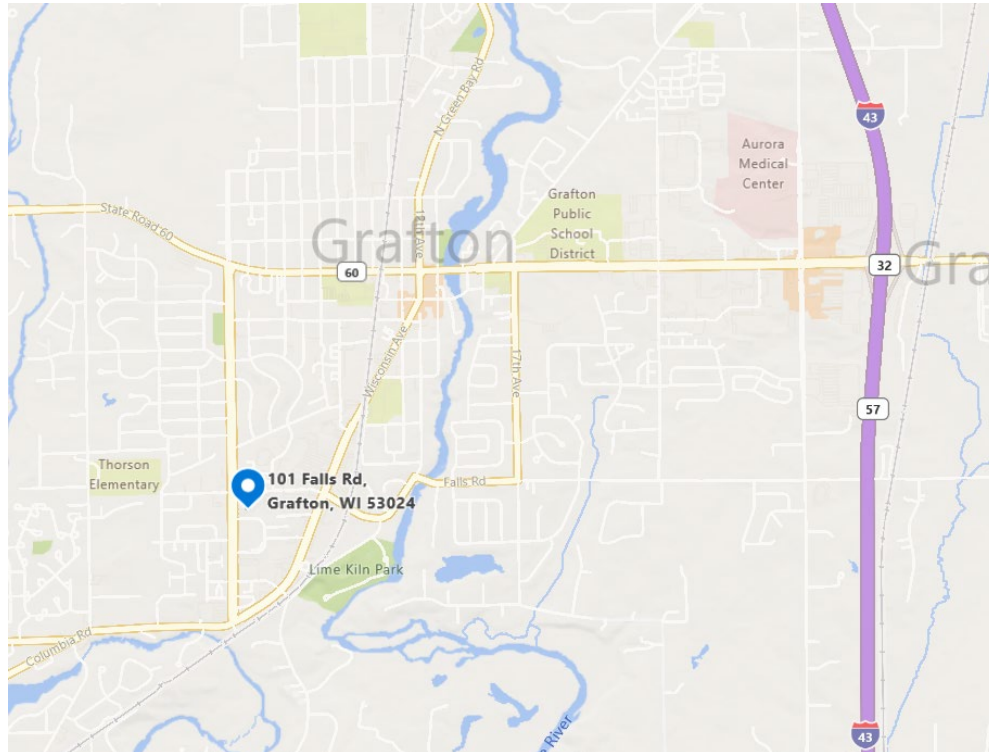 N Green Bay Rd
43
Aurora
Medical
Center
Grafton
Public
School
District
State Road 60
12th Ave
Grafton
60
32
Gra
Wisconsin Ave
17th Ave
57
Thorson
Elementary
101 Falls Rd,
Grafton, WI 53024
Falls Rd
Lime Kiln Park
Columbia Rd
River
43